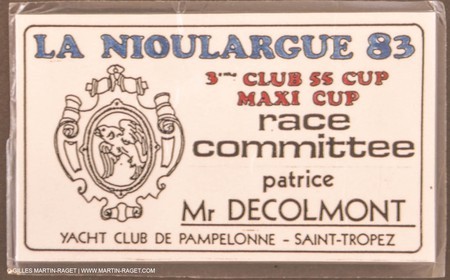 LA NIOULARGUE 83
3ème CLUB 55 CUP
MAXI CUP
race
committee
patrice
Mr DECOLMONT
YACHT CLUB DE PAMPELONNE - SAINT-TROPEZ
©GILLES MARTIN-RAGET | WWW.MARTIN-RAGET.COM